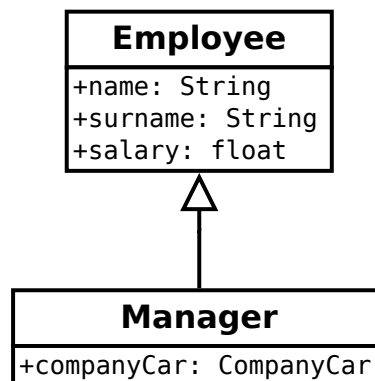 Employee
+name: String
+surname: String
+salary: float
Manager
+companyCar: CompanyCar